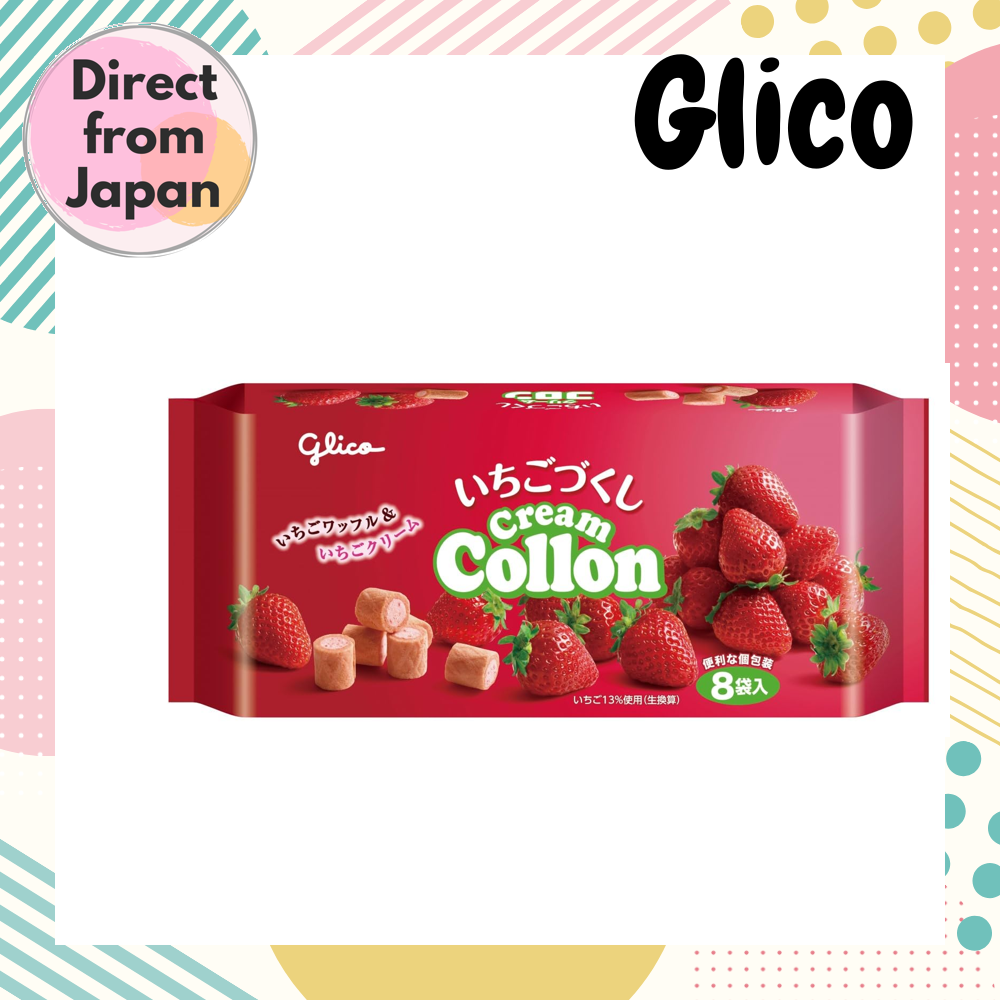 Direct
from
Japan
Glico
glico
いちごづくし
Cream
Collon
いちごワッフル&
いちごクリーム
便利な個包装
8袋入
いちご13%使用(生換算)